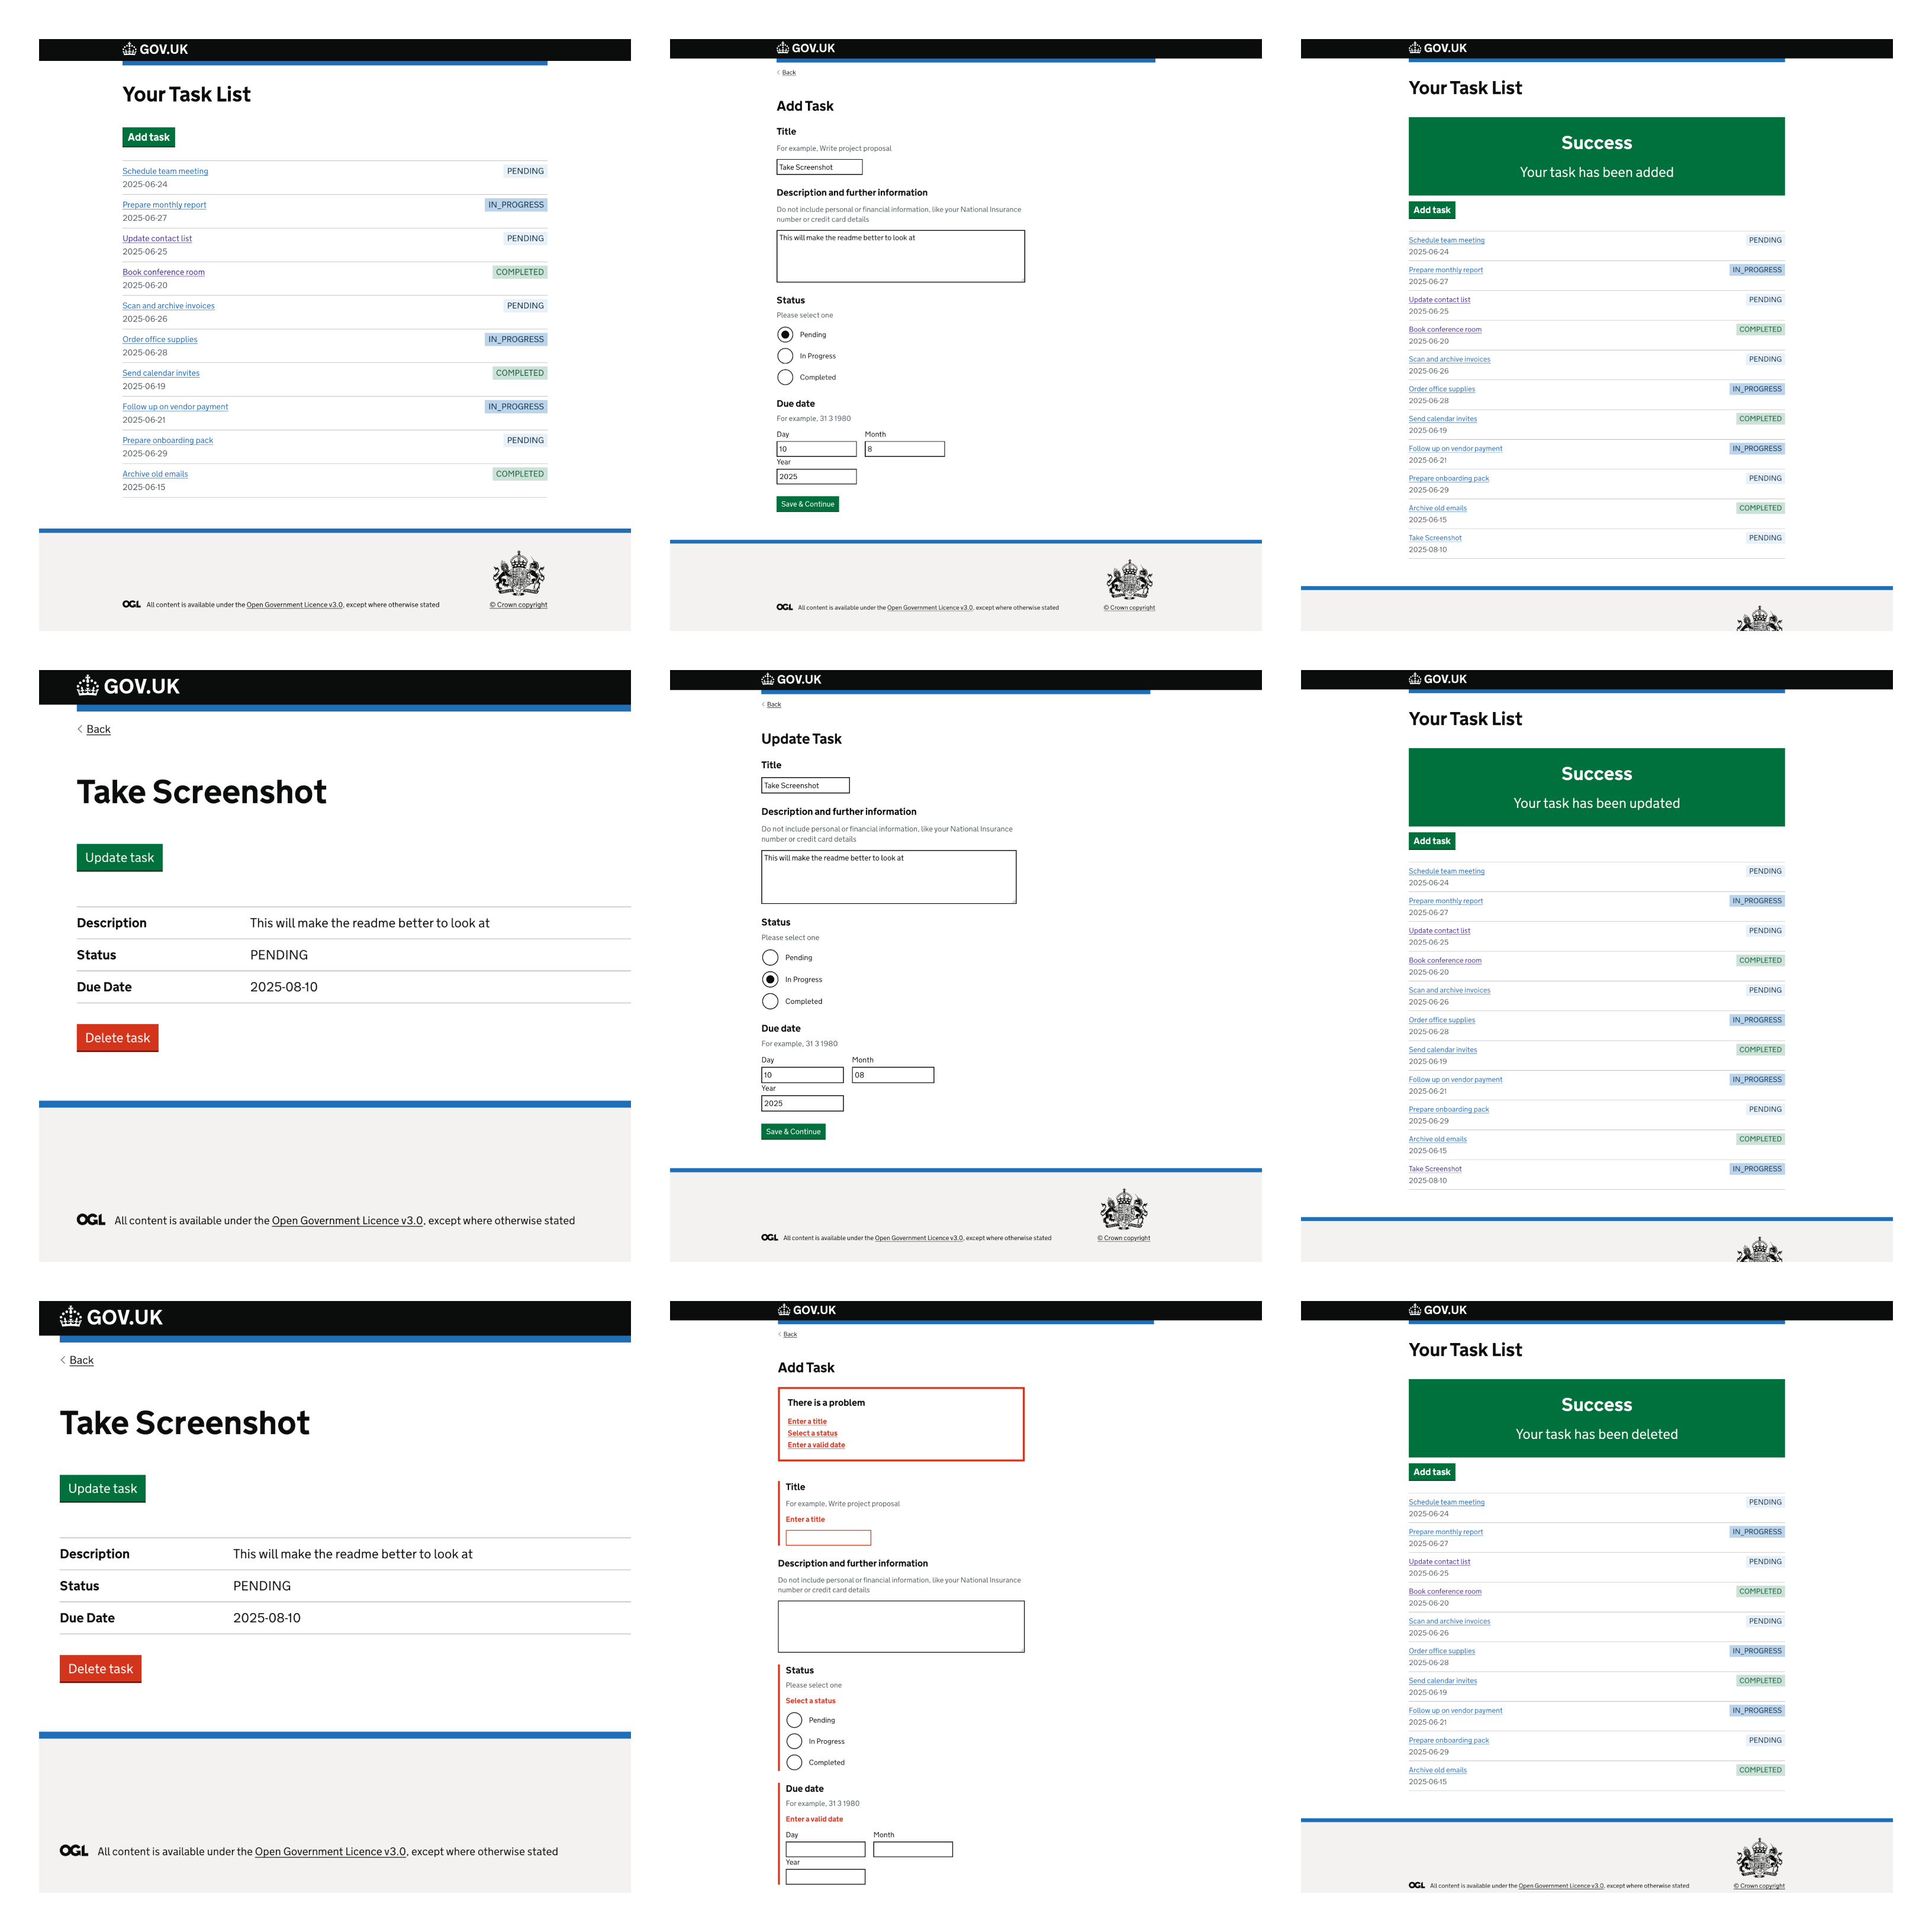 GOV.UK
Your Task List
Add task
Schedule team meeting PENDING
2025-06-24
Prepare monthly report IN_PROGRESS
2025-06-27
Update contact list PENDING
2025-06-25
Book conference room COMPLETED
2025-06-20
Scan and archive invoices PENDING
2025-06-26
Order office supplies IN_PROGRESS
2025-06-28
Send calendar invites COMPLETED
2025-06-19
Follow up on vendor payment IN_PROGRESS
2025-06-21
Prepare onboarding pack PENDING
2025-06-29
Archive old emails COMPLETED
2025-06-15
OGL All content is available under the Open Government Licence v3.0, except where otherwise stated © Crown copyright
GOV.UK
Back
Add Task
Title
For example, Write project proposal
Take Screenshot
Description and further information
Do not include personal or financial information, like your National Insurance
number or credit card details
This will make the readme better to look at
Status
Please select one
Pending
In Progress
Completed
Due date
For example, 31 3 1980
Day Month
10 8
Year
2025
Save & Continue
OGL All content is available under the Open Government Licence v3.0, except where otherwise stated © Crown copyright
GOV.UK
Your Task List
Success
Your task has been added
Add task
Schedule team meeting PENDING
2025-06-24
Prepare monthly report IN_PROGRESS
2025-06-27
Update contact list PENDING
2025-06-25
Book conference room COMPLETED
2025-06-20
Scan and archive invoices PENDING
2025-06-26
Order office supplies IN_PROGRESS
2025-06-28
Send calendar invites COMPLETED
2025-06-19
Follow up on vendor payment IN_PROGRESS
2025-06-21
Prepare onboarding pack PENDING
2025-06-29
Archive old emails COMPLETED
2025-06-15
Take Screenshot PENDING
2025-08-10
GOV.UK
Back
Take Screenshot
Update task
Description This will make the readme better to look at
Status PENDING
Due Date 2025-08-10
Delete task
OGL All content is available under the Open Government Licence v3.0, except where otherwise stated
GOV.UK
Back
Update Task
Title
Take Screenshot
Description and further information
Do not include personal or financial information, like your National Insurance
number or credit card details
This will make the readme better to look at
Status
Please select one
Pending
In Progress
Completed
Due date
For example, 31 3 1980
Day Month
10 08
Year
2025
Save & Continue
OGL All content is available under the Open Government Licence v3.0, except where otherwise stated © Crown copyright
GOV.UK
Your Task List
Success
Your task has been updated
Add task
Schedule team meeting PENDING
2025-06-24
Prepare monthly report IN_PROGRESS
2025-06-27
Update contact list PENDING
2025-06-25
Book conference room COMPLETED
2025-06-20
Scan and archive invoices PENDING
2025-06-26
Order office supplies IN_PROGRESS
2025-06-28
Send calendar invites COMPLETED
2025-06-19
Follow up on vendor payment IN_PROGRESS
2025-06-21
Prepare onboarding pack PENDING
2025-06-29
Archive old emails COMPLETED
2025-06-15
Take Screenshot IN_PROGRESS
2025-08-10
GOV.UK
Back
Take Screenshot
Update task
Description This will make the readme better to look at
Status PENDING
Due Date 2025-08-10
Delete task
OGL All content is available under the Open Government Licence v3.0, except where otherwise stated
GOV.UK
Back
Add Task
There is a problem
Enter a title
Select a status
Enter a valid date
Title
For example, Write project proposal
Enter a title
Description and further information
Do not include personal or financial information, like your National Insurance
number or credit card details
Status
Please select one
Select a status
Pending
In Progress
Completed
Due date
For example, 31 3 1980
Enter a valid date
Day Month
Year
GOV.UK
Your Task List
Success
Your task has been deleted
Add task
Schedule team meeting PENDING
2025-06-24
Prepare monthly report IN_PROGRESS
2025-06-27
Update contact list PENDING
2025-06-25
Book conference room COMPLETED
2025-06-20
Scan and archive invoices PENDING
2025-06-26
Order office supplies IN_PROGRESS
2025-06-28
Send calendar invites COMPLETED
2025-06-19
Follow up on vendor payment IN_PROGRESS
2025-06-21
Prepare onboarding pack PENDING
2025-06-29
Archive old emails COMPLETED
2025-06-15
OGL All content is available under the Open Government Licence v3.0, except where otherwise stated © Crown copyright